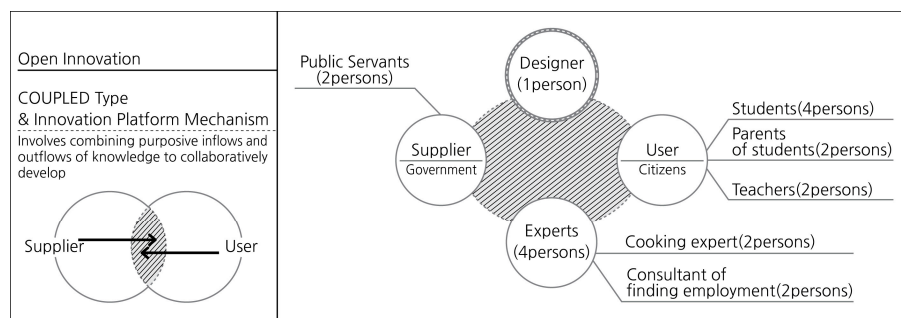 Open Innovation
COUPLED Type
& Innovation Platform Mechanism
Involves combining purposive inflows and
outflows of knowledge to collaboratively
develop
Supplier
User
Public Servants
(2persons)
Designer
(1person)
Supplier
Government
User
Citizens
Students(4persons)
Parents
of students(2persons)
Teachers(2persons)
Experts
(4persons)
Cooking expert(2persons)
Consultant of
finding employment(2persons)